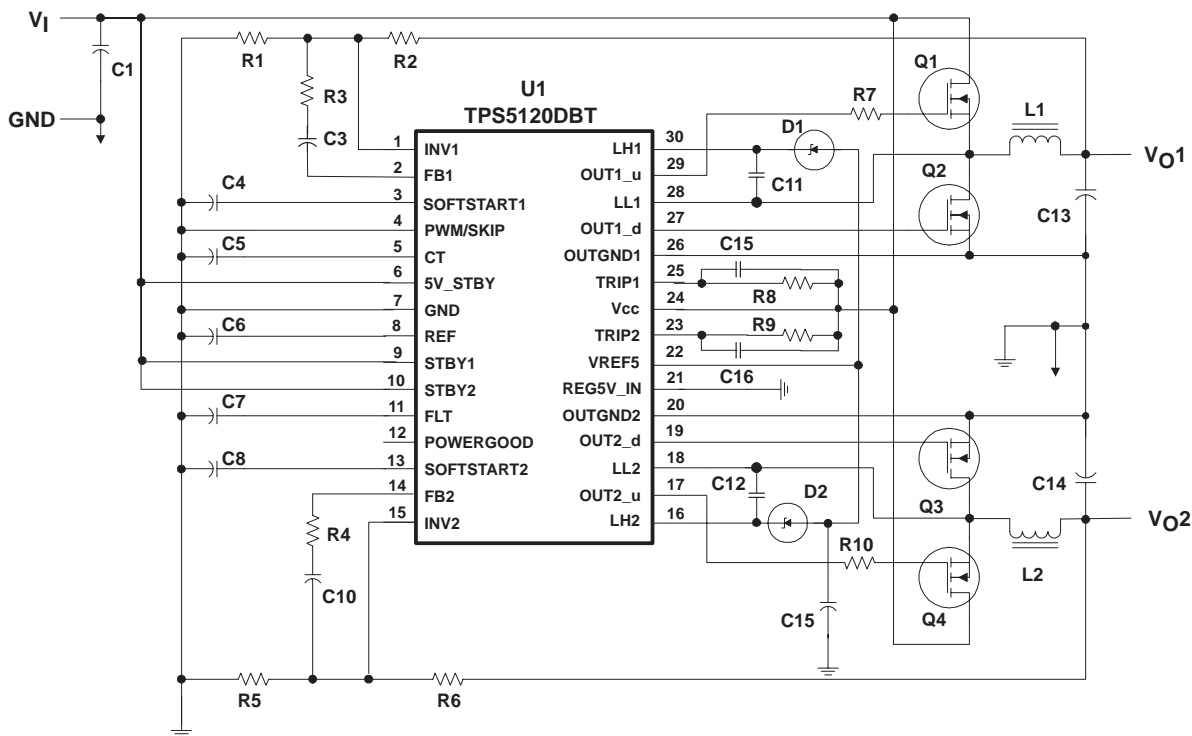 VI
C1
GND
R1
R2
R3
C3
U1
TPS5120DBT
Q1
R7
D1
L1
VO1
Q2
C11
C13
C4
C5
C6
C7
C8
1 INV1
2 FB1
3 SOFTSTART1
4 PWM/SKIP
5 CT
6 5V_STBY
7 GND
8 REF
9 STBY1
10 STBY2
11 FLT
12 POWERGOOD
13 SOFTSTART2
14 FB2
15 INV2
LH1 30
OUT1_u 29
LL1 28
OUT1_d 27
OUTGND1 26
TRIP1 25
Vcc 24
TRIP2 23
VREF5 22
REG5V_IN 21
OUTGND2 20
OUT2_d 19
LL2 18
OUT2_u 17
LH2 16
C15
R8
R9
C16
C12
D2
Q3
C14
VO2
R4
C10
R10
L2
C15
Q4
R5
R6